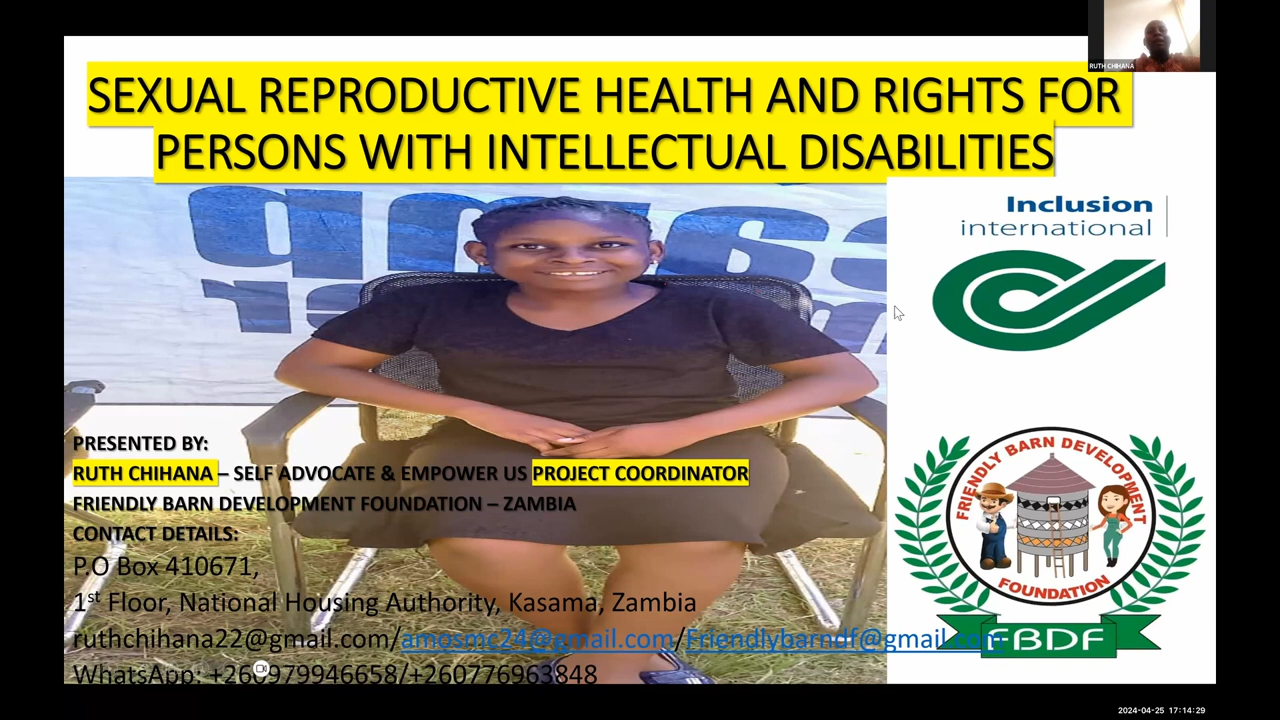 RUTH CHIHANA
SEXUAL REPRODUCTIVE HEALTH AND RIGHTS FOR
PERSONS WITH INTELLECTUAL DISABILITIES
Inclusion
international
PRESENTED BY:
RUTH CHIHANA – SELF ADVOCATE & EMPOWER US PROJECT COORDINATOR
FRIENDLY BARN DEVELOPMENT FOUNDATION – ZAMBIA
CONTACT DETAILS:
P.O Box 410671,
1st Floor, National Housing Authority, Kasama, Zambia
ruthchihana22@gmail.com/amosmc24@gmail.com/Friendlybarndf@gmail.com
WhatsApp: +260979946658/+260776963848
FRIENDLY BARN DEVELOPMENT
FOUNDATION
FBDF
2024-04-25 17:14:29